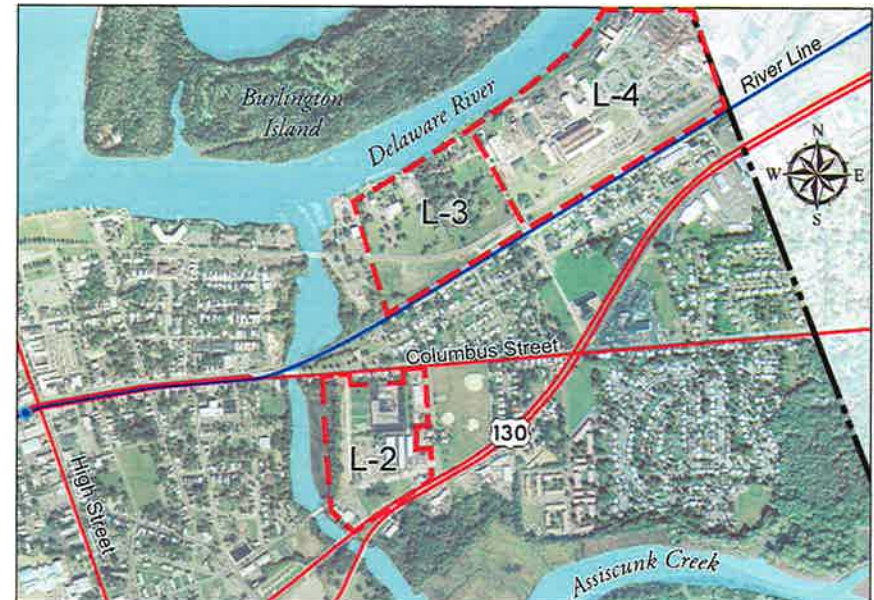 Burlington
Island
Delaware River
L-4
River Line
N
W E
S
L-3
Columbus Street
130
L-2
High Street
Assiscunk Creek